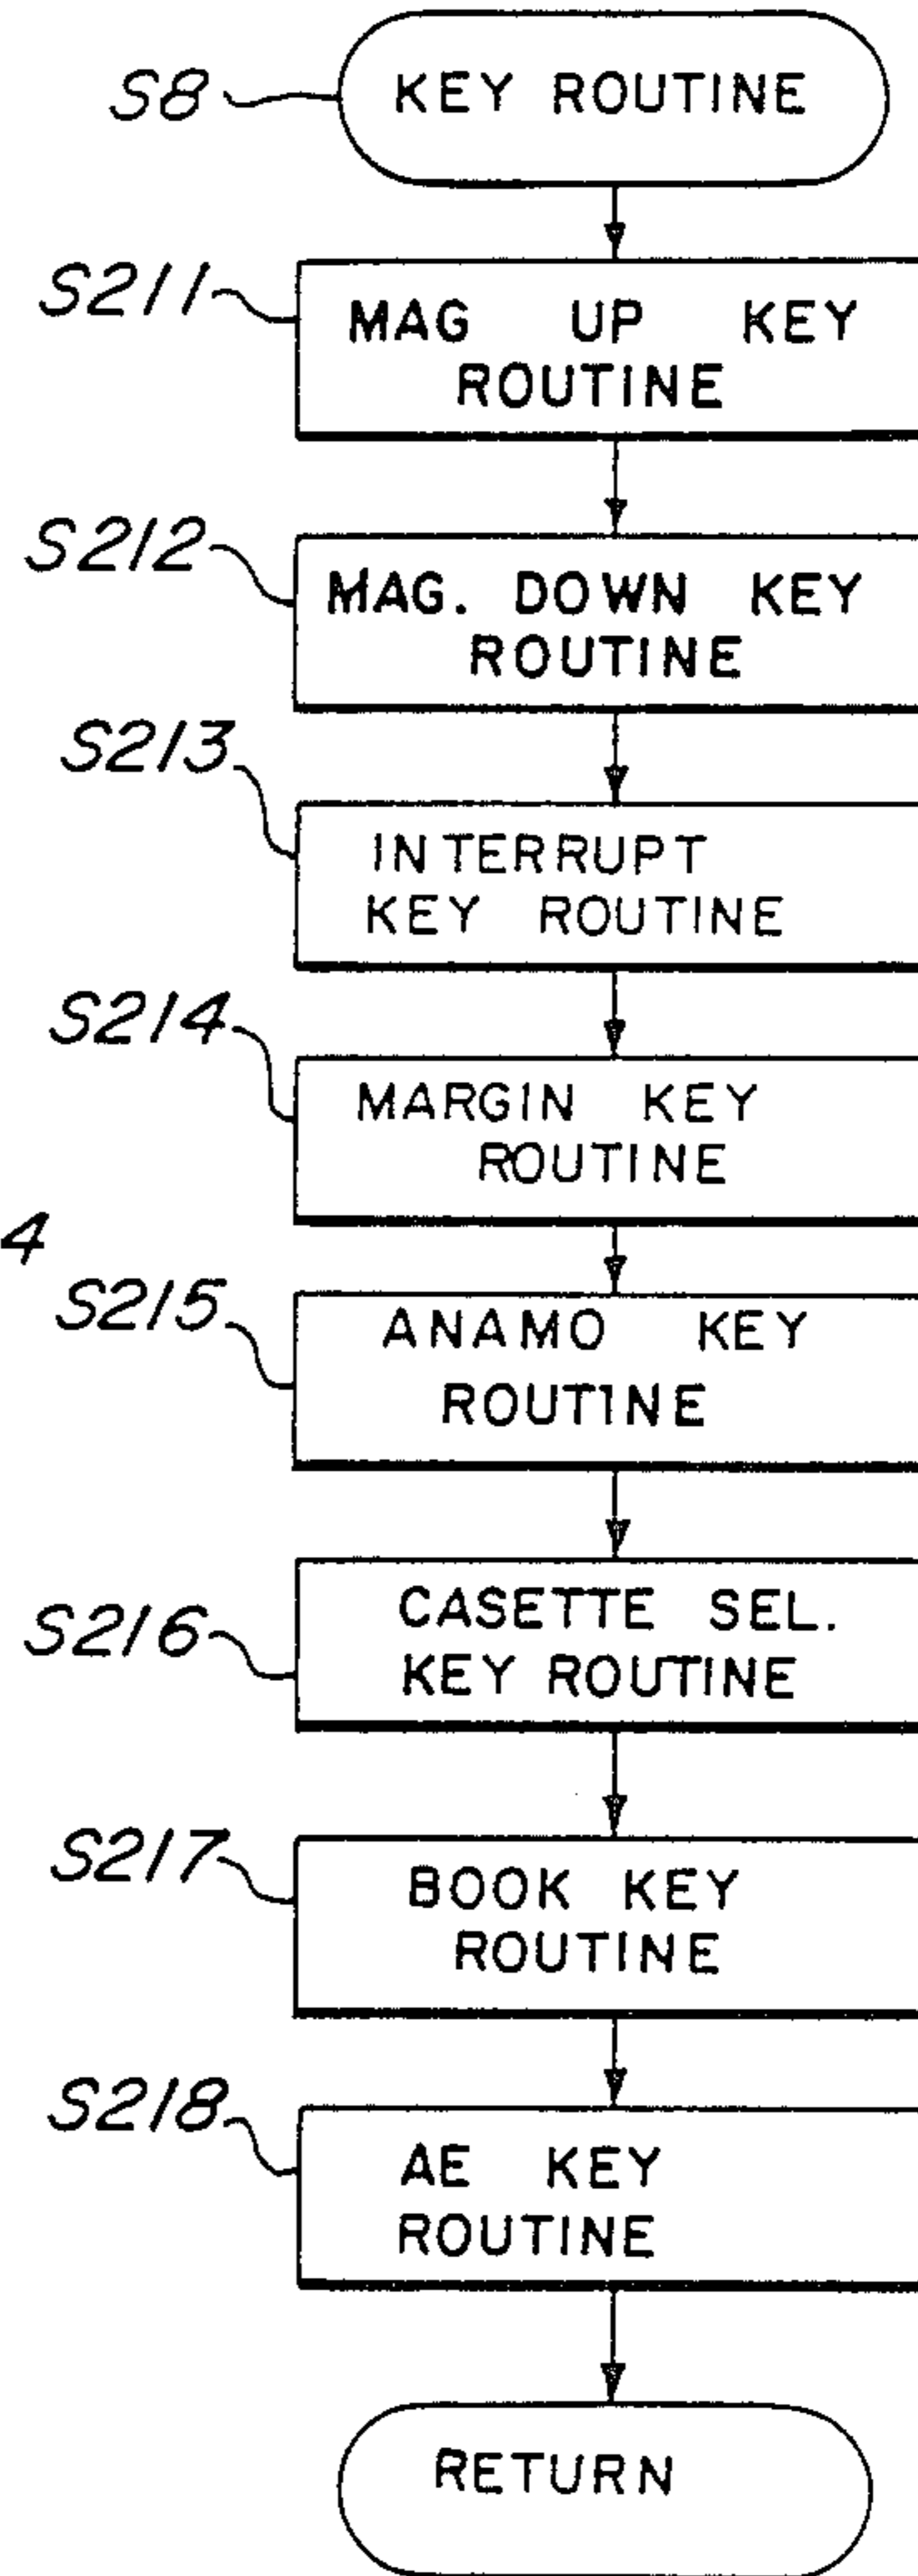 S8
KEY ROUTINE
S211
MAG UP KEY
ROUTINE
S212
MAG. DOWN KEY
ROUTINE
S213
INTERRUPT
KEY ROUTINE
S214
MARGIN KEY
ROUTINE
4
S215
ANAMO KEY
ROUTINE
S216
CASETTE SEL.
KEY ROUTINE
S217
BOOK KEY
ROUTINE
S218
AE KEY
ROUTINE
RETURN